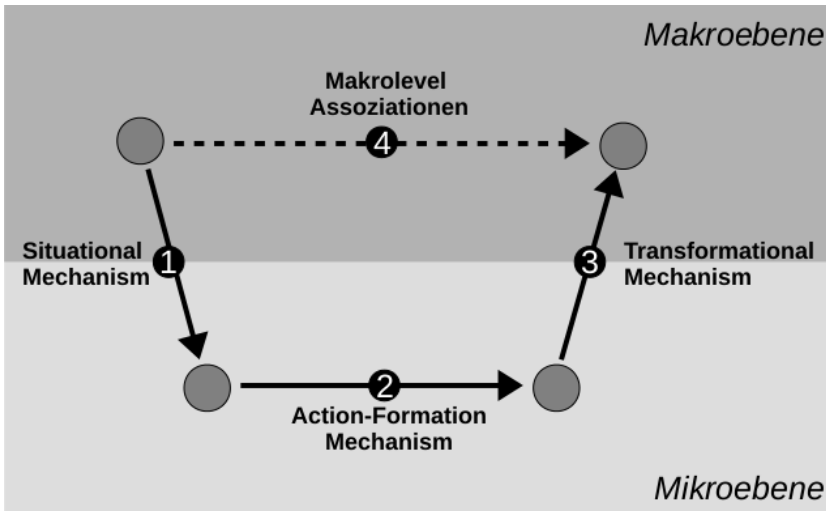 Makroebene
Makrolevel
Assoziationen
4
Situational
Mechanism
1
3
Transformational
Mechanism
2
Action-Formation
Mechanism
Mikroebene